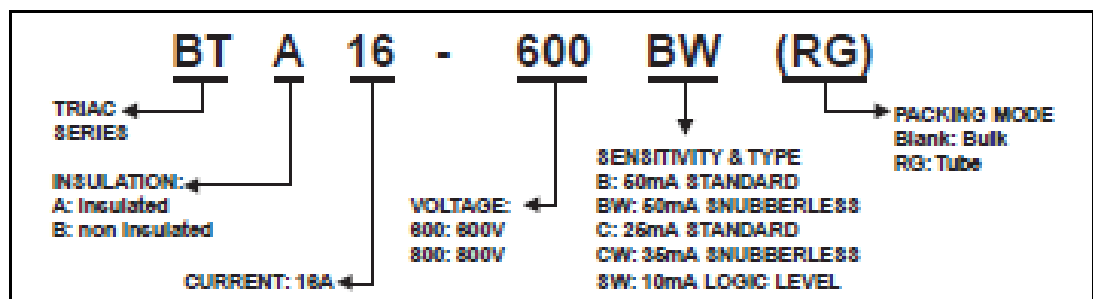 BT A 16 - 600 BW (RG)
TRIAC
SERIES
INSULATION:
A: Insulated
B: non Insulated
CURRENT: 16A
VOLTAGE:
600: 600V
800: 800V
SENSITIVITY & TYPE
B: 50mA STANDARD
BW: 50mA SNUBBERLESS
C: 25mA STANDARD
CW: 35mA SNUBBERLESS
SW: 10mA LOGIC LEVEL
PACKING MODE
Blank: Bulk
RG: Tube